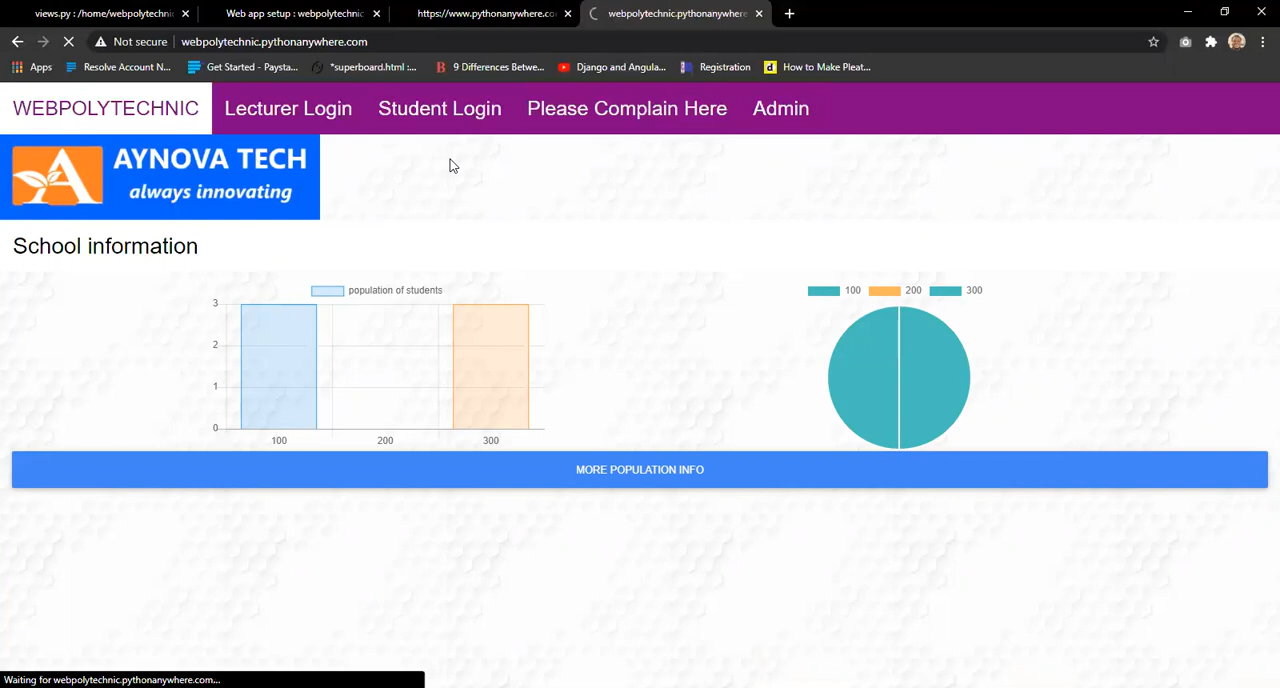 views.py : /home/webpolytechnic
Web app setup : webpolytechnic
https://www.pythonanywhere.co
webpolytechnic.pythonanywhere
Not secure
webpolytechnic.pythonanywhere.com
Apps
Resolve Account N...
Get Started - Paysta...
*superboard.html :...
9 Differences Betwe...
Django and Angula...
Registration
How to Make Pleat...
WEBPOLYTECHNIC
Lecturer Login
Student Login
Please Complain Here
Admin
AYNOVA TECH
always innovating
School information
population of students
3
2
1
0
100
200
300
100
200
300
MORE POPULATION INFO
Waiting for webpolytechnic.pythonanywhere.com...